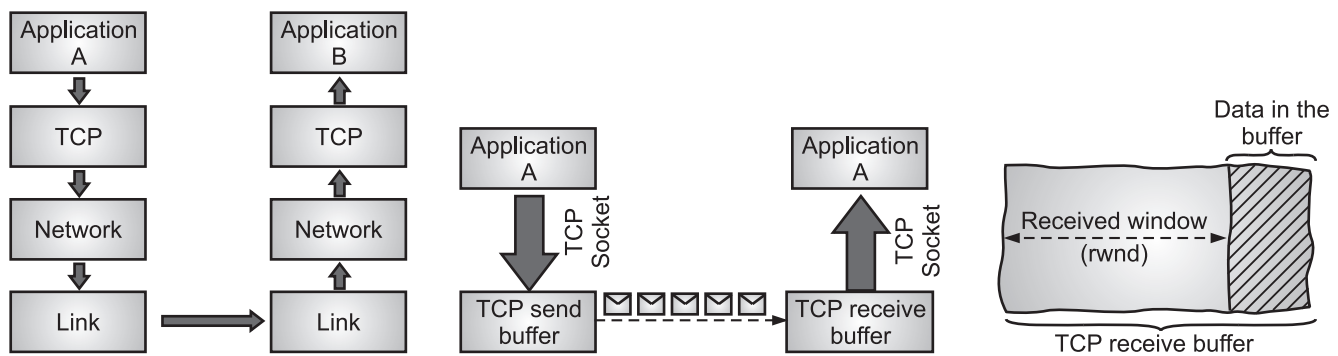 Application
A
TCP
Network
Link
Application
B
TCP
Network
Link
Application
A
TCP
Socket
TCP send
buffer
Application
A
TCP
Socket
TCP receive
buffer
Data in the
buffer
Received window
(rwnd)
TCP receive buffer